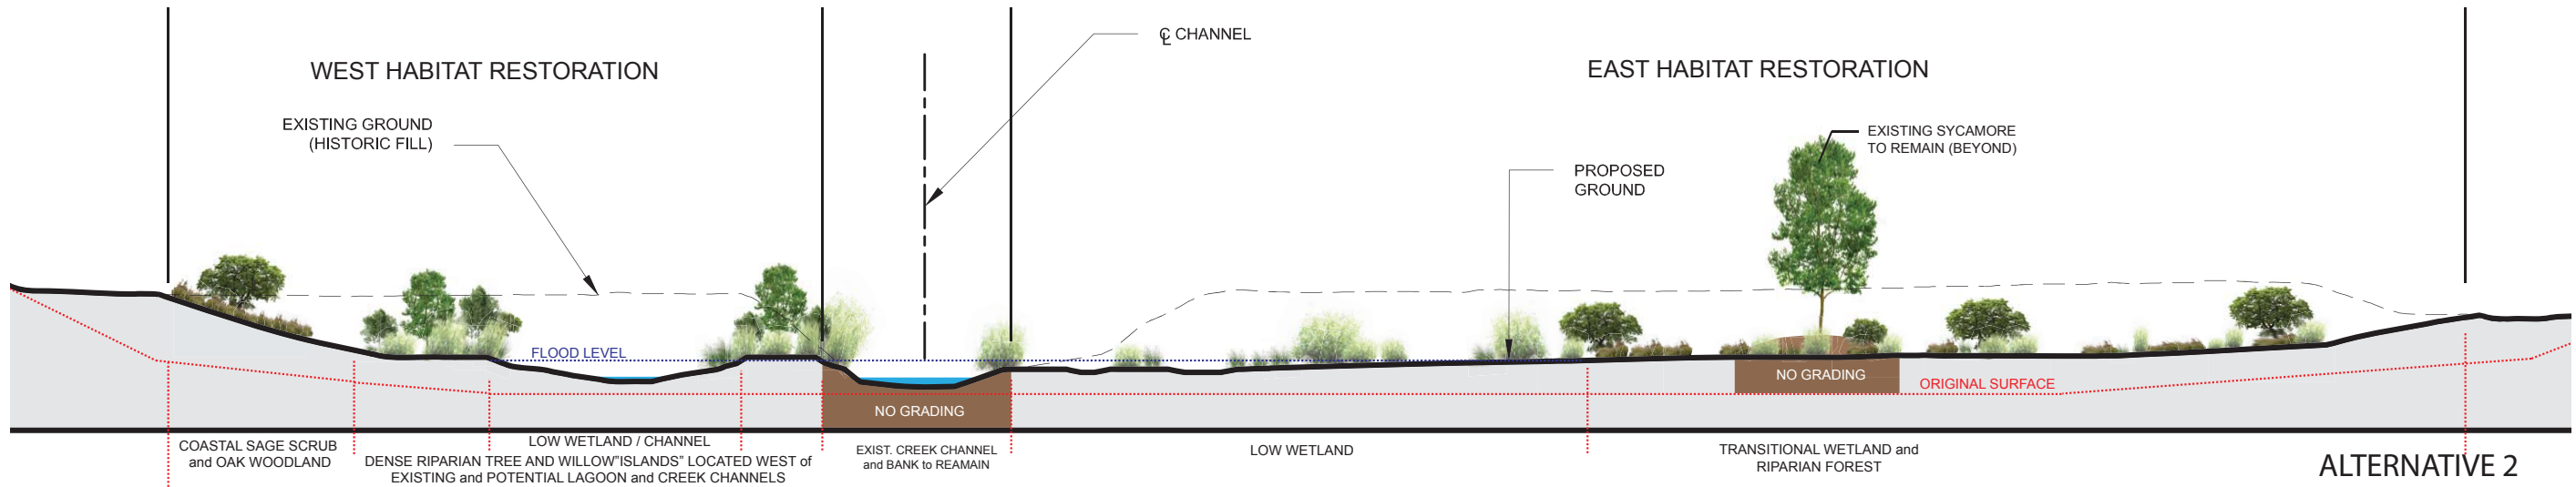 WEST HABITAT RESTORATION
℄ CHANNEL
EAST HABITAT RESTORATION
EXISTING GROUND
(HISTORIC FILL)
EXISTING SYCAMORE
TO REMAIN (BEYOND)
PROPOSED
GROUND
FLOOD LEVEL
NO GRADING
NO GRADING
ORIGINAL SURFACE
COASTAL SAGE SCRUB
and OAK WOODLAND
LOW WETLAND / CHANNEL
DENSE RIPARIAN TREE AND WILLOW"ISLANDS" LOCATED WEST of
EXISTING and POTENTIAL LAGOON and CREEK CHANNELS
EXIST. CREEK CHANNEL
and BANK to REAMAIN
LOW WETLAND
TRANSITIONAL WETLAND and
RIPARIAN FOREST
ALTERNATIVE 2